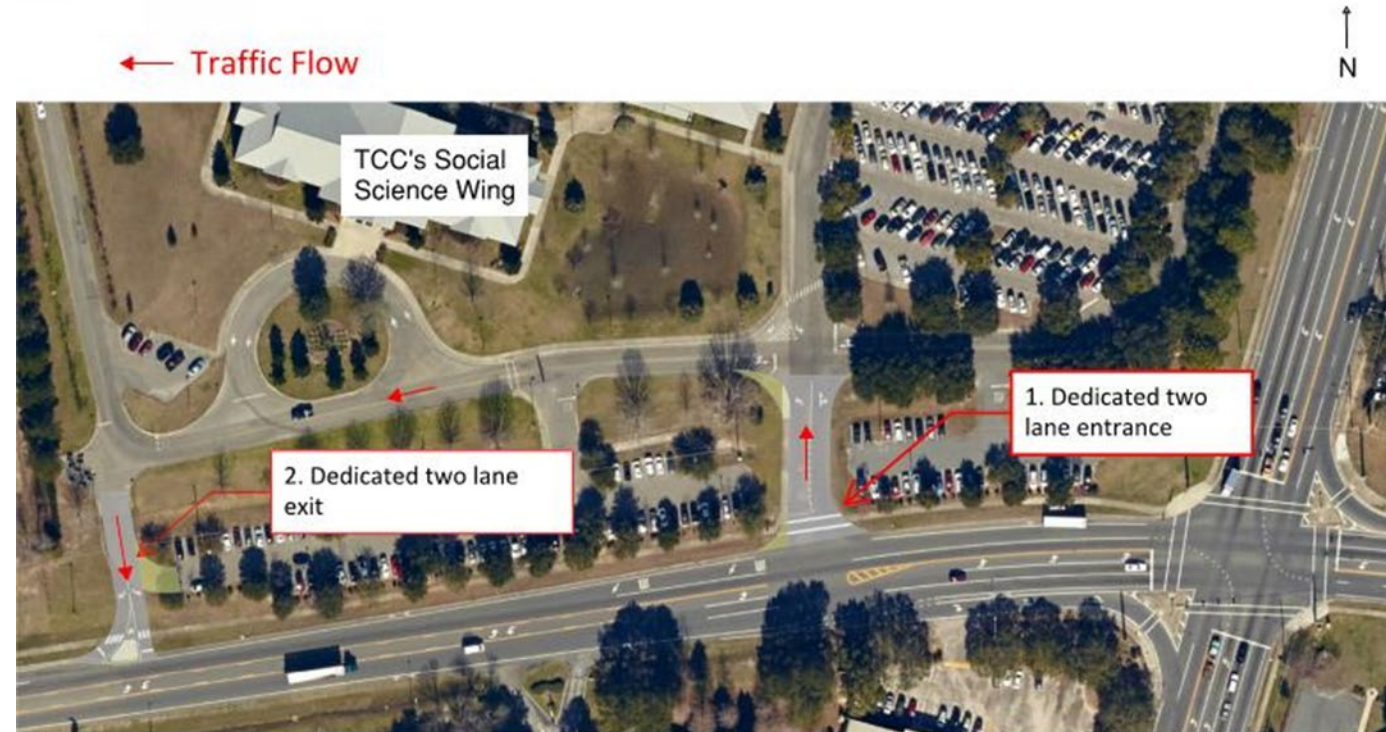 ← Traffic Flow
N
TCC's Social
Science Wing
1. Dedicated two
lane entrance
2. Dedicated two lane
exit